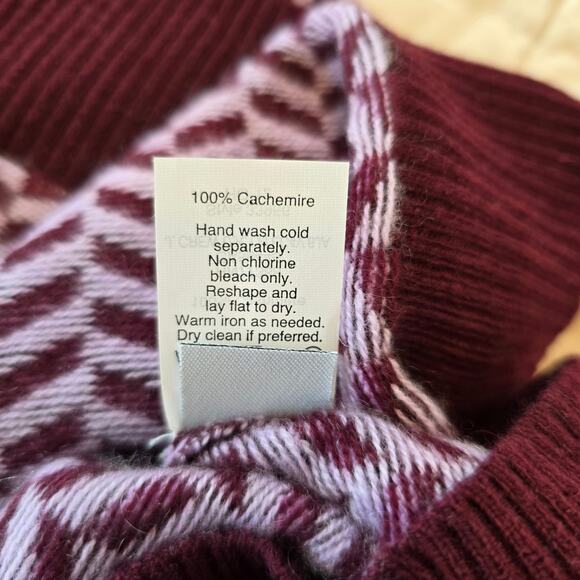 100% Cachemire
Hand wash cold
separately.
Non chlorine
bleach only.
Reshape and
lay flat to dry.
Warm iron as needed.
Dry clean if preferred.